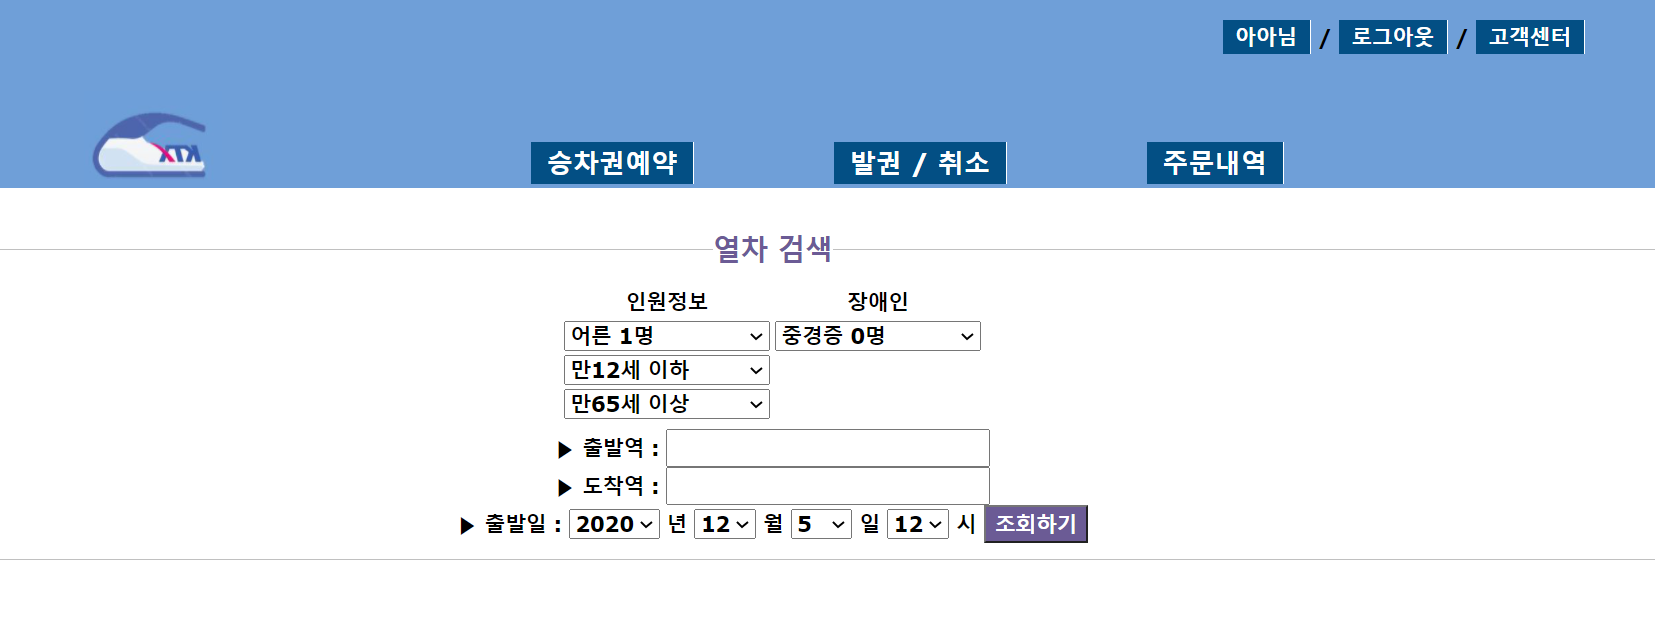 아아님 / 로그아웃 / 고객센터
KTX
승차권예약 발권 / 취소 주문내역
열차 검색
인원정보 장애인
어른 1명 중경증 0명
만12세 이하
만65세 이상
▶ 출발역 :
▶ 도착역 :
▶ 출발일 : 2020 년 12 월 5 일 12 시 조회하기